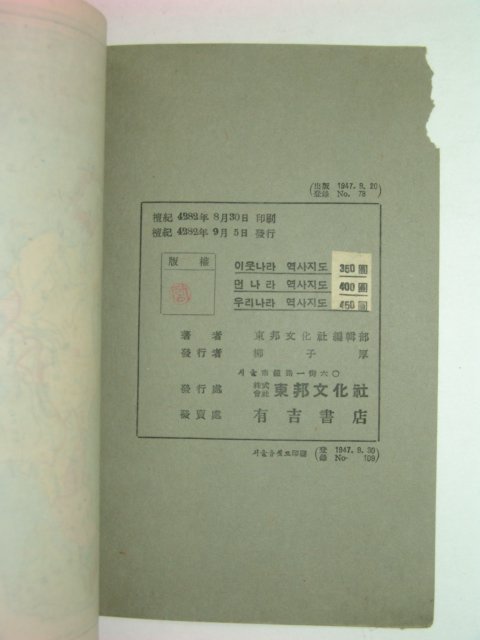 (出版登錄 1947. 9. 20 No. 78)
檀紀 4282年 8月30日 印刷
檀紀 4282年 9月 5日 發行
版權
이웃나라 역사지도 350圓
먼나라 역사지도 400圓
우리나라 역사지도 450圓
著者 東邦文化社編輯部
發行者 柳子厚
서울南大門路一街六〇
發行處 株式會社 東邦文化社
發賣處 有吉書店
(登錄 1947. 9. 30 No- 109)